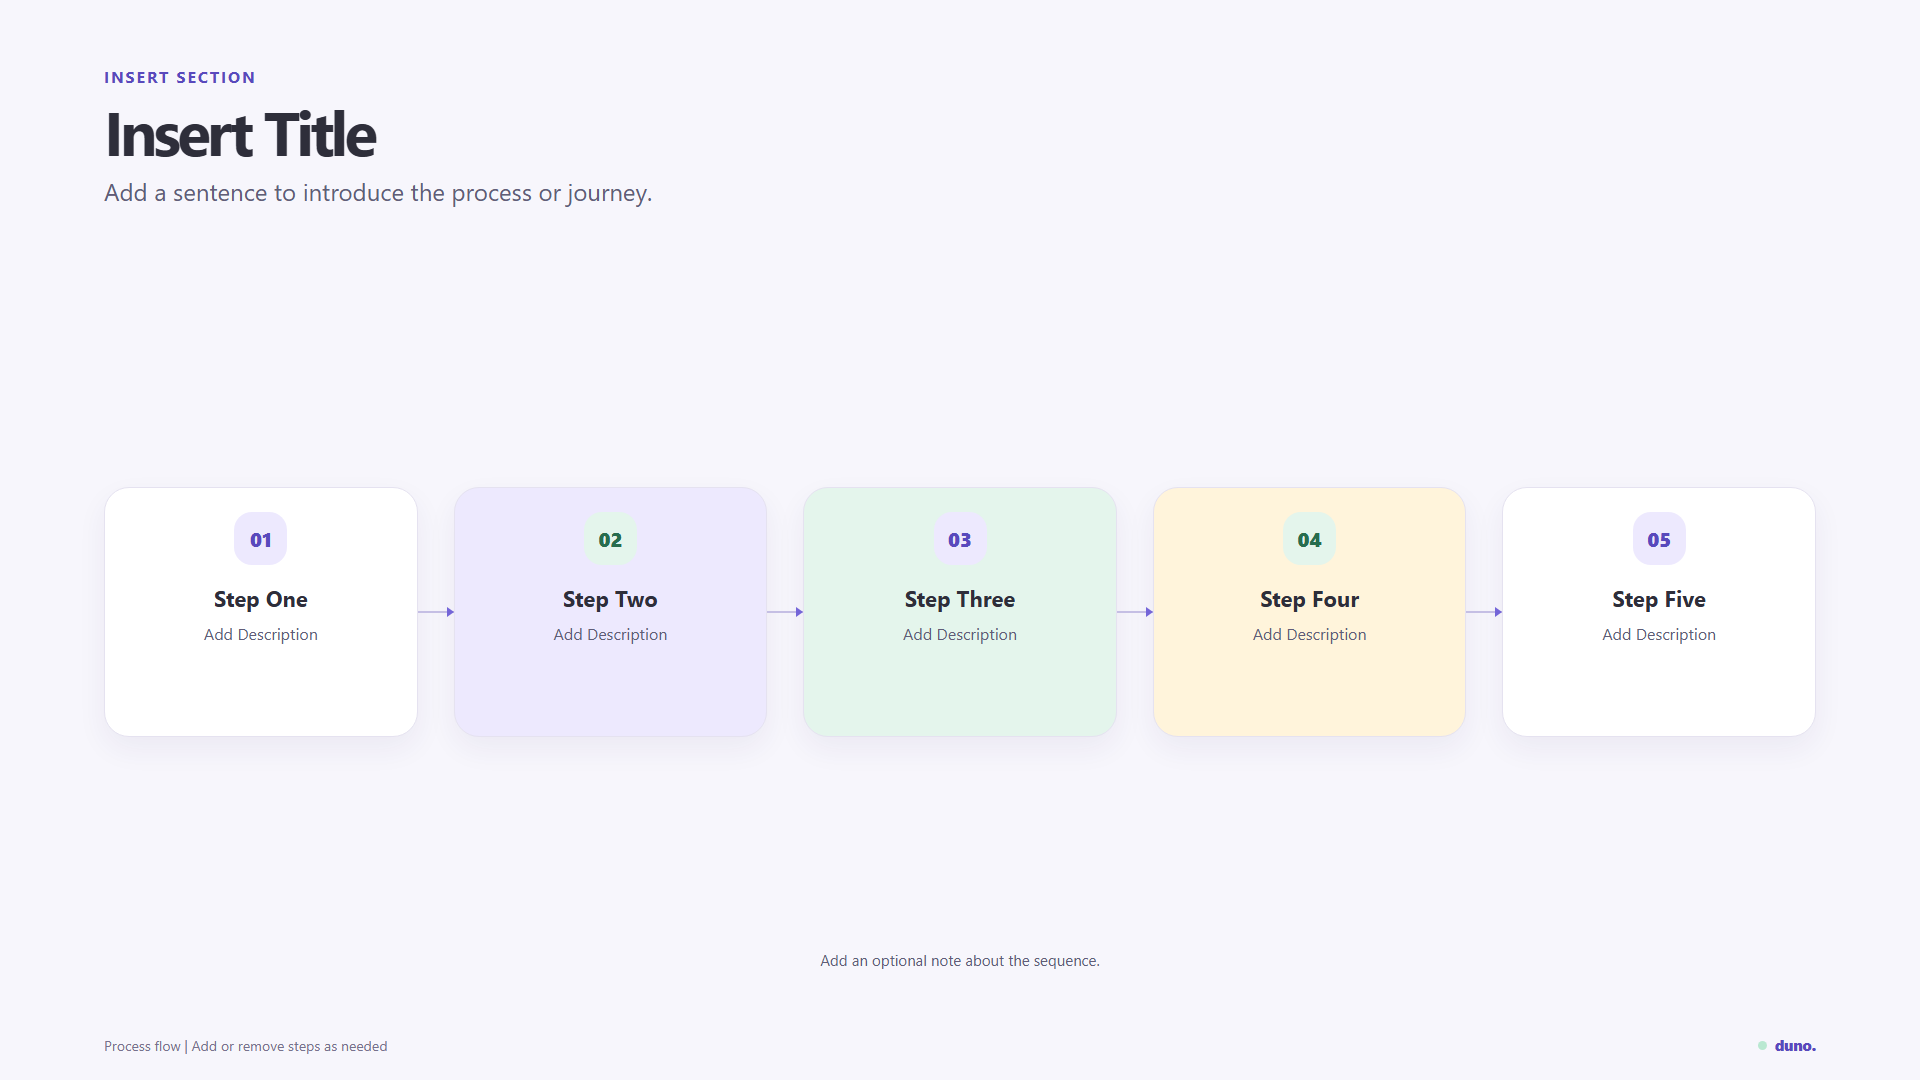 INSERT SECTION
Insert Title
Add a sentence to introduce the process or journey.
01
Step One
Add Description
02
Step Two
Add Description
03
Step Three
Add Description
04
Step Four
Add Description
05
Step Five
Add Description
Add an optional note about the sequence.
Process flow | Add or remove steps as needed
duno.